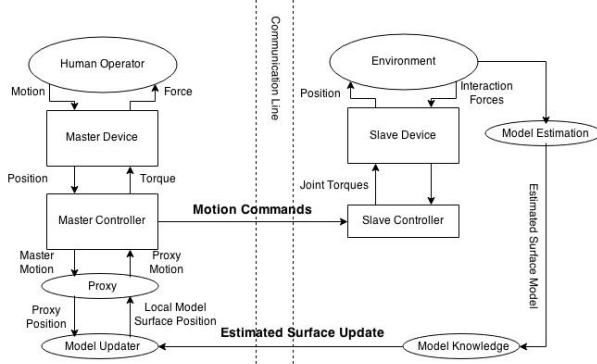 Communication Line
Human Operator
Environment
Motion
Force
Position
Interaction
Forces
Master Device
Slave Device
Model Estimation
Position
Torque
Joint Torques
Estimated Surface Model
Master Controller
Motion Commands
Slave Controller
Master
Motion
Proxy
Motion
Proxy
Proxy
Position
Local Model
Surface Position
Model Updater
Estimated Surface Update
Model Knowledge